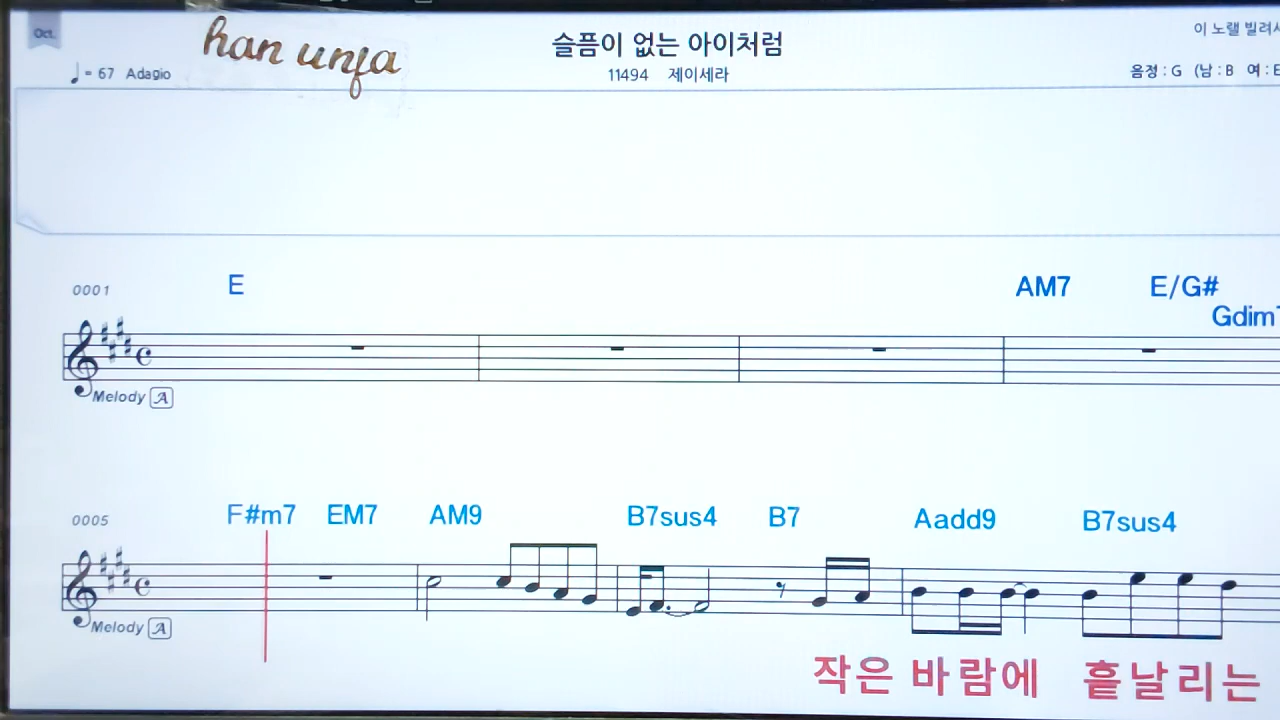 Oct.
han unfa
슬픔이 없는 아이처럼
이 노랠 빌려
♩= 67 Adagio
11494 제이세라
음정 : G (남 : B 여 : E
0001
E
AM7
E/G#
Gdim7
Melody A
0005
F#m7 EM7 AM9 B7sus4 B7 Aadd9 B7sus4
Melody A
작은 바람에 흩날리는